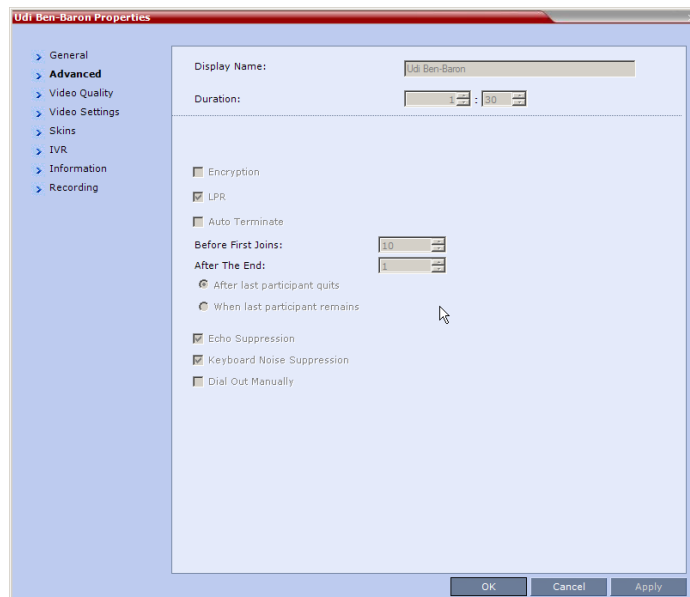 Udi Ben-Baron Properties
General
Advanced
Video Quality
Video Settings
Skins
IVR
Information
Recording
Display Name: Udi Ben-Baron
Duration: 1 : 30
Encryption
LPR
Auto Terminate
Before First Joins: 10
After The End: 1
After last participant quits
When last participant remains
Echo Suppression
Keyboard Noise Suppression
Dial Out Manually
OK Cancel Apply